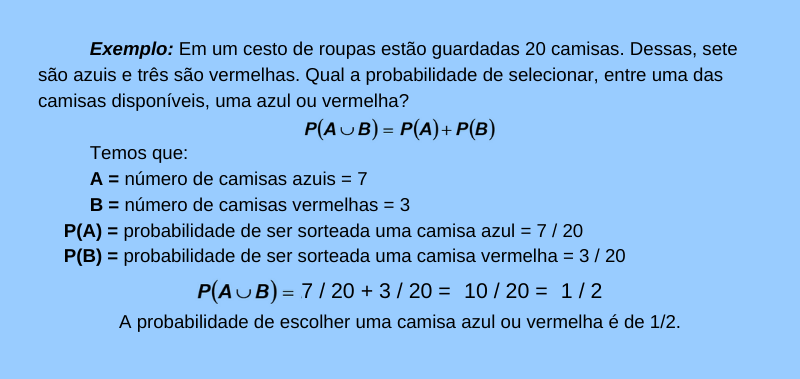 Exemplo: Em um cesto de roupas estão guardadas 20 camisas. Dessas, sete
são azuis e três são vermelhas. Qual a probabilidade de selecionar, entre uma das
camisas disponíveis, uma azul ou vermelha?
P(A ∪ B) = P(A) + P(B)
Temos que:
A = número de camisas azuis = 7
B = número de camisas vermelhas = 3
P(A) = probabilidade de ser sorteada uma camisa azul = 7 / 20
P(B) = probabilidade de ser sorteada uma camisa vermelha = 3 / 20
P(A ∪ B) = 7 / 20 + 3 / 20 = 10 / 20 = 1 / 2
A probabilidade de escolher uma camisa azul ou vermelha é de 1/2.